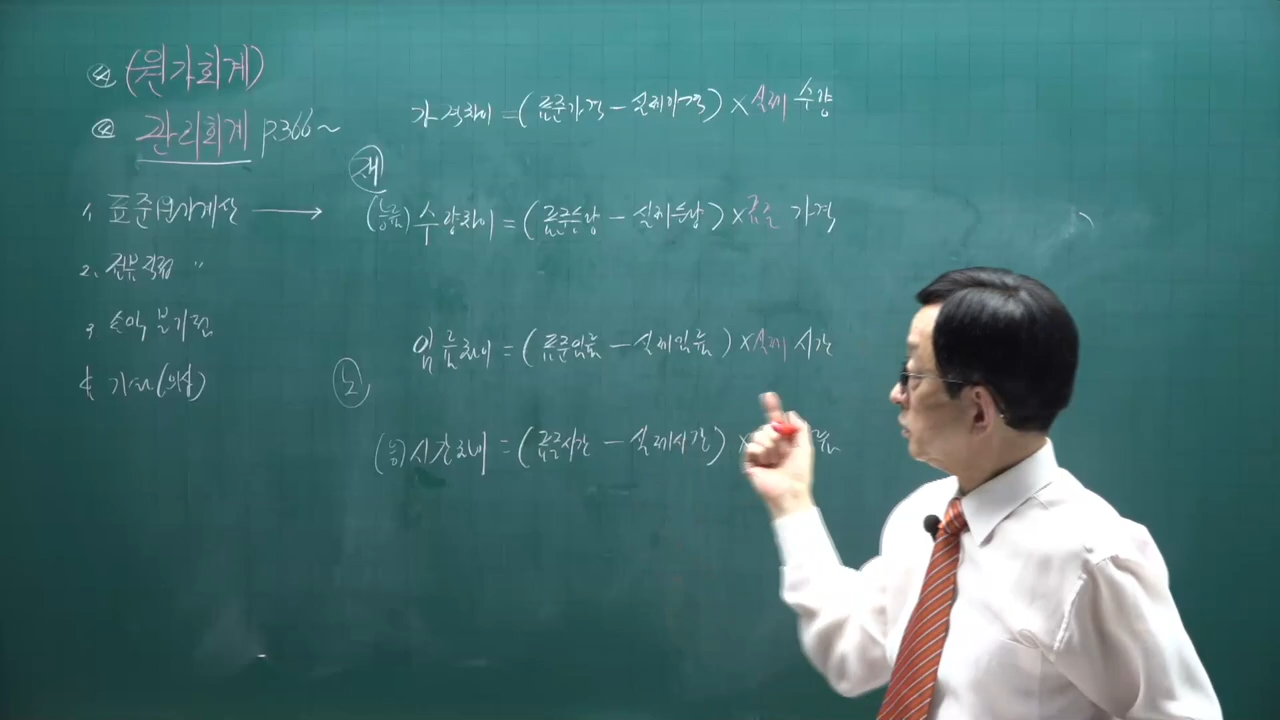 (원가회계)
관리회계 p.366~
1. 표준원가계산 →
2. 전부직접 〃
3. 손익분기점
4. 기타(의심)
가격차이 = (표준가격 - 실제가격) × 실제 수량
재
(능률) 수량차이 = (표준수량 - 실제수량) × 표준 가격
임률차이 = (표준임률 - 실제임률) × 실제 시간
노
시간차이 = (표준시간 - 실제시간) ×